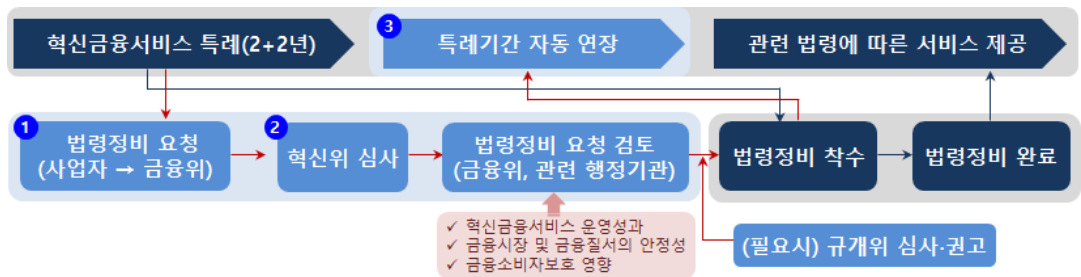 혁신금융서비스 특례(2+2년)
3
특례기간 자동 연장
관련 법령에 따른 서비스 제공
1
법령정비 요청
(사업자 → 금융위)
2
혁신위 심사
법령정비 요청 검토
(금융위, 관련 행정기관)
법령정비 착수
법령정비 완료
✓ 혁신금융서비스 운영성과
✓ 금융시장 및 금융질서의 안정성
✓ 금융소비자보호 영향
(필요시) 규개위 심사·권고